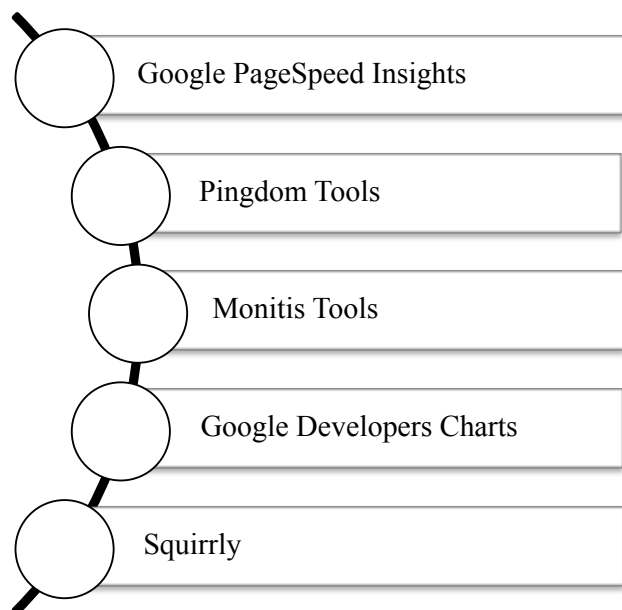 Google PageSpeed Insights
Pingdom Tools
Monitis Tools
Google Developers Charts
Squirrly